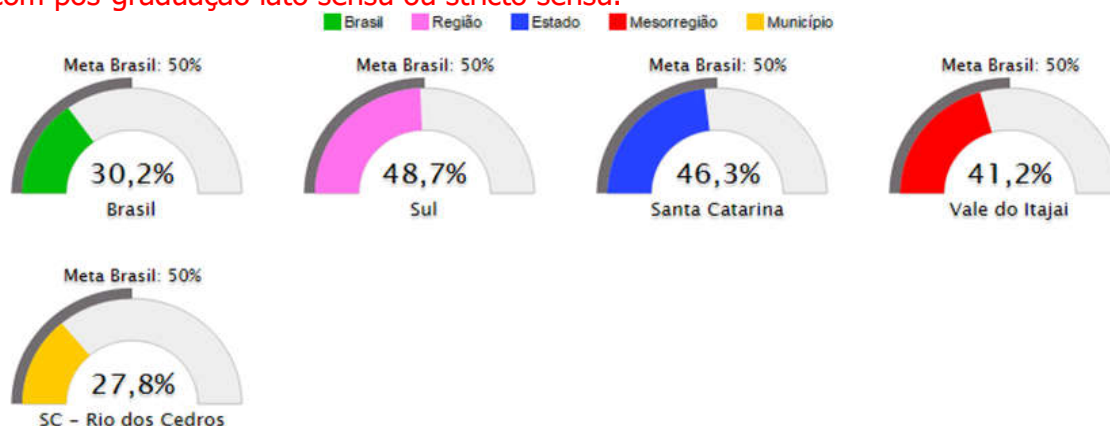 com pós-graduação lato sensu ou stricto sensu.
Brasil Região Estado Mesorregião Município
Meta Brasil: 50% Meta Brasil: 50% Meta Brasil: 50% Meta Brasil: 50%
30,2% 48,7% 46,3% 41,2%
Brasil Sul Santa Catarina Vale do Itajai
Meta Brasil: 50%
27,8%
SC - Rio dos Cedros